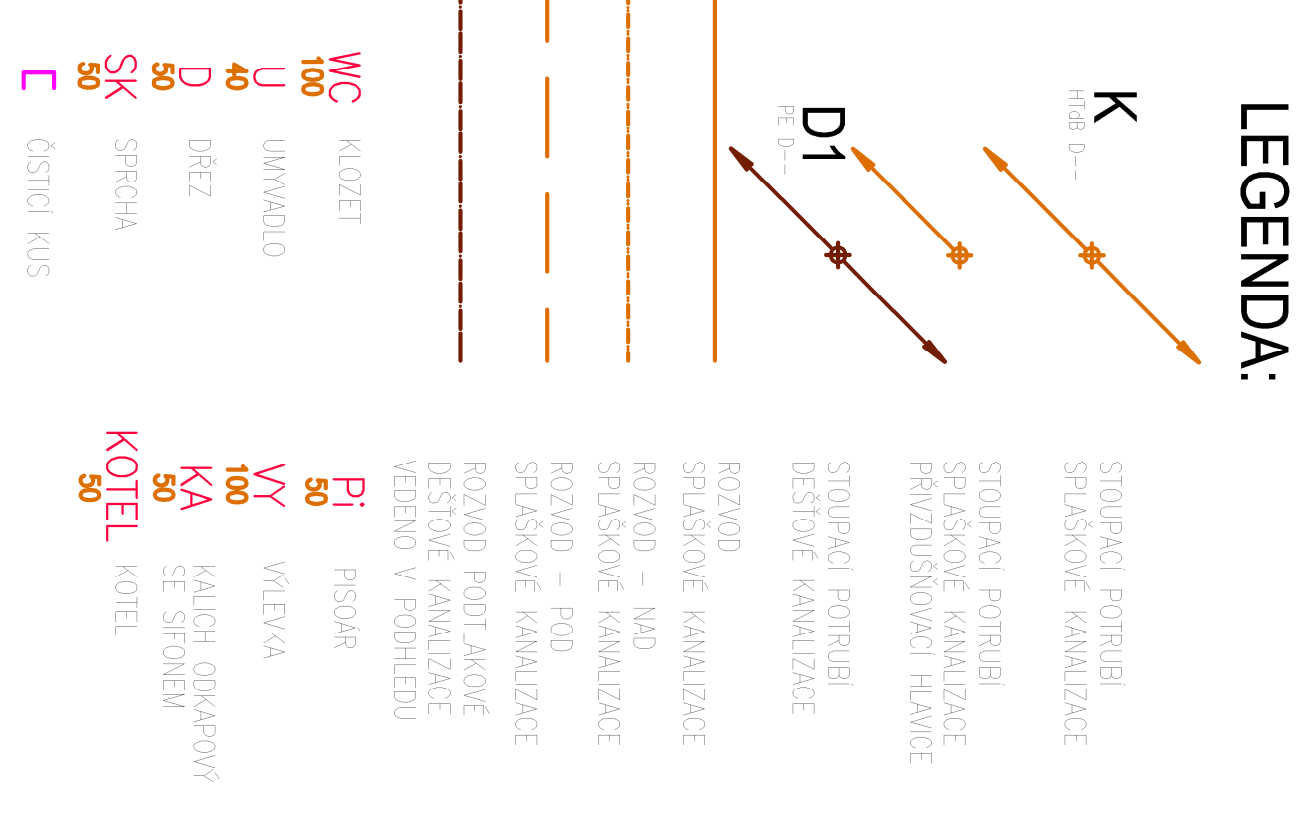 LEGENDA:
K
HTdB D--
STOUPACÍ POTRUBÍ
SPLAŠKOVÉ KANALIZACE
STOUPACÍ POTRUBÍ
SPLAŠKOVÉ KANALIZACE
PŘIVZDUŠŇOVACÍ HLAVICE
D1
PE D--
STOUPACÍ POTRUBÍ
DEŠŤOVÉ KANALIZACE
ROZVOD
SPLAŠKOVÉ KANALIZACE
ROZVOD - NAD
SPLAŠKOVÉ KANALIZACE
ROZVOD - POD
SPLAŠKOVÉ KANALIZACE
ROZVOD PODTLAKOVÉ
DEŠŤOVÉ KANALIZACE
VEDENO V PODHLEDU
WC KLOZET
100
Pi PISOÁR
50
U UMYVADLO
40
VY VÝLEVKA
100
D DŘEZ
50
KA KALICH ODKAPOVÝ
50 SE SIFONEM
SK SPRCHA
50
KOTEL KOTEL
50
ČISTICÍ KUS